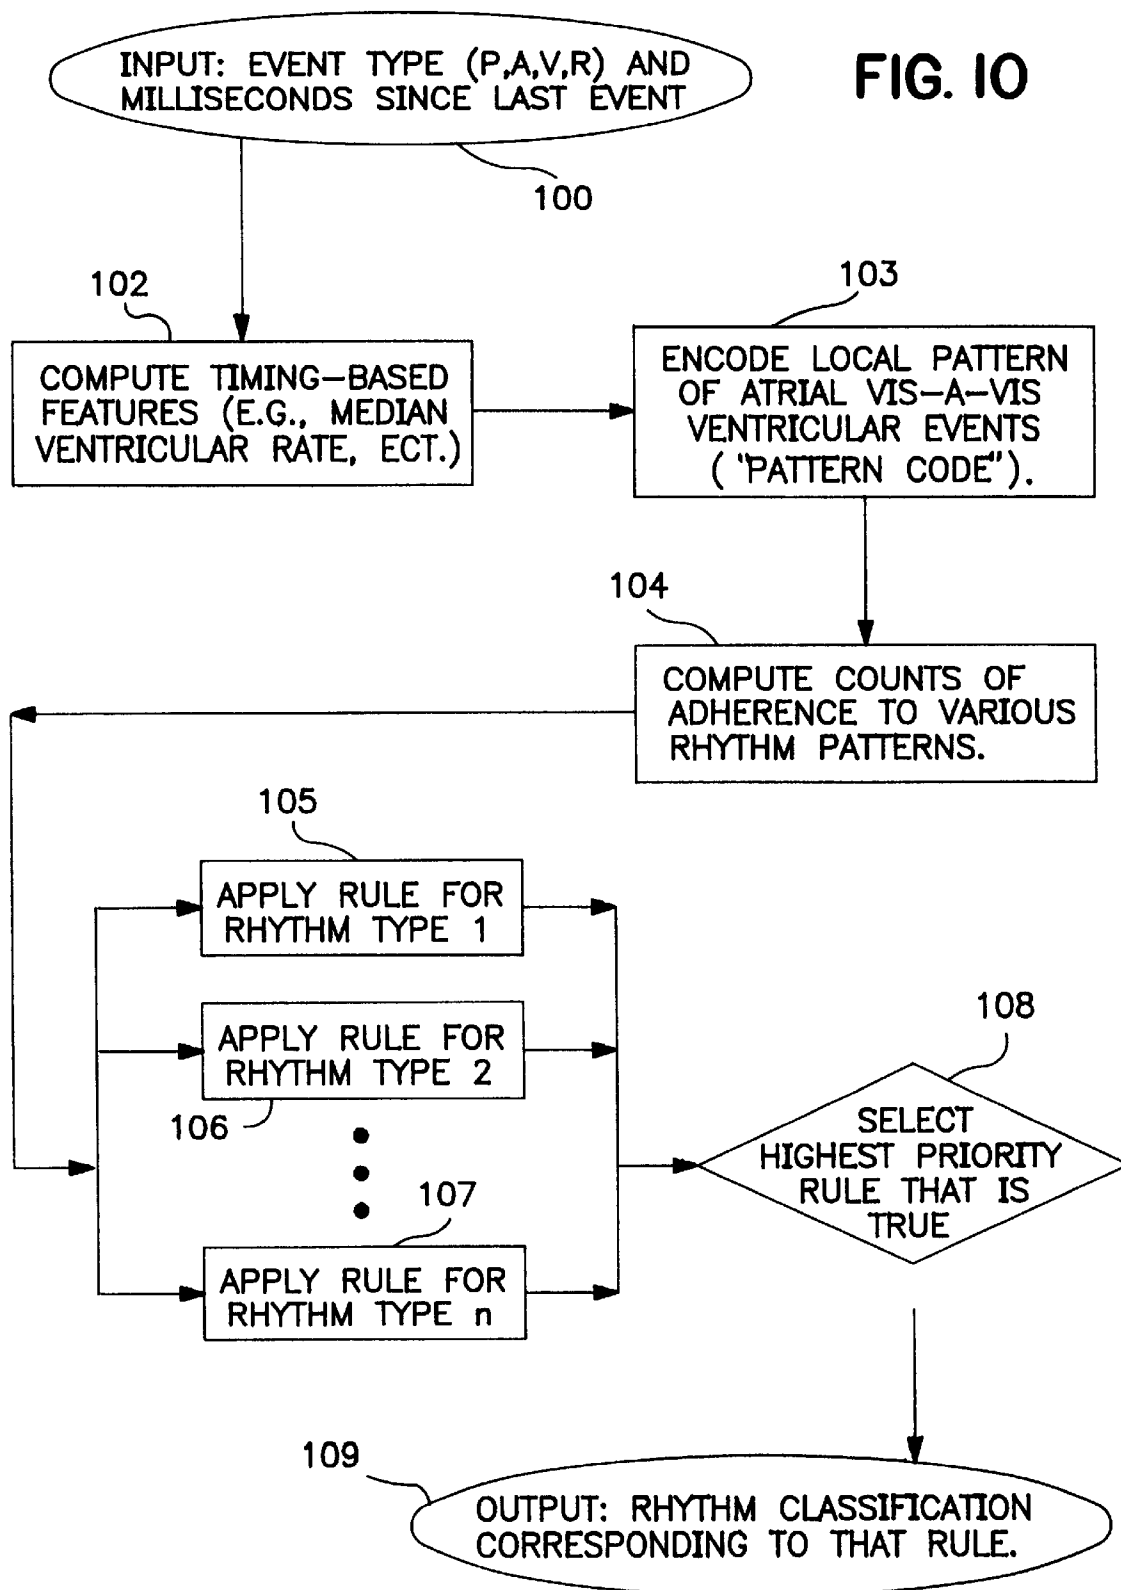 INPUT: EVENT TYPE (P,A,V,R) AND
MILLISECONDS SINCE LAST EVENT
FIG. 10
100
102
COMPUTE TIMING-BASED
FEATURES (E.G., MEDIAN
VENTRICULAR RATE, ECT.)
103
ENCODE LOCAL PATTERN
OF ATRIAL VIS-A-VIS
VENTRICULAR EVENTS
( "PATTERN CODE").
104
COMPUTE COUNTS OF
ADHERENCE TO VARIOUS
RHYTHM PATTERNS.
105
APPLY RULE FOR
RHYTHM TYPE 1
APPLY RULE FOR
RHYTHM TYPE 2
106
107
APPLY RULE FOR
RHYTHM TYPE n
108
SELECT
HIGHEST PRIORITY
RULE THAT IS
TRUE
109
OUTPUT: RHYTHM CLASSIFICATION
CORRESPONDING TO THAT RULE.